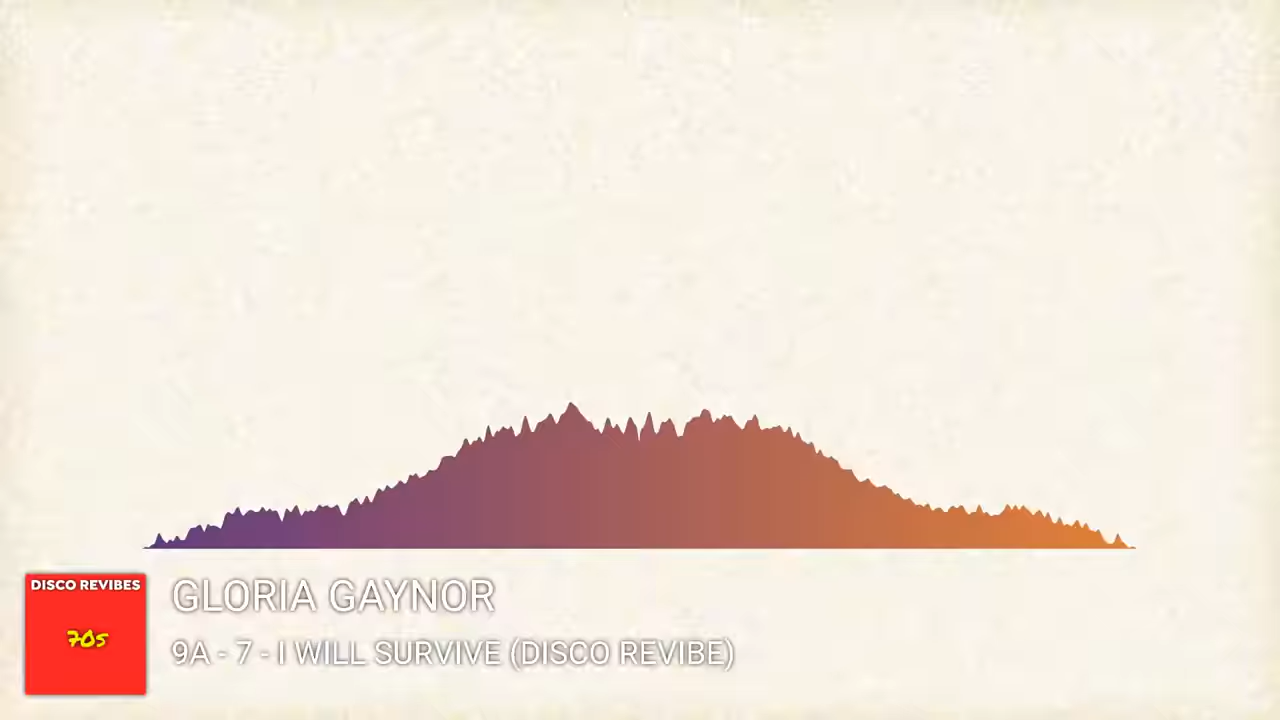 DISCO REVIBES
70s
GLORIA GAYNOR
9A - 7 - I WILL SURVIVE (DISCO REVIBE)